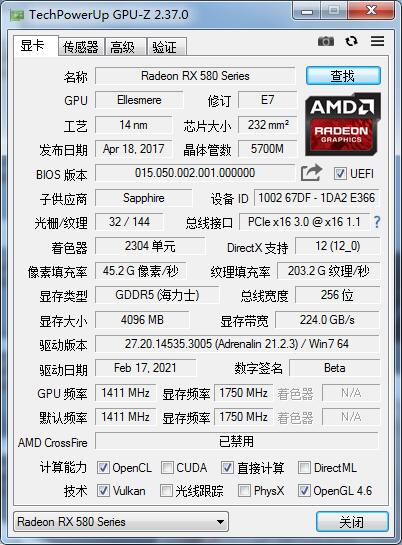 TechPowerUp GPU-Z 2.37.0
显卡 传感器 高级 验证
名称 Radeon RX 580 Series 查找
GPU Ellesmere 修订 E7
工艺 14 nm 芯片大小 232 mm²
发布日期 Apr 18, 2017 晶体管数 5700M
AMD
RADEON
GRAPHICS
BIOS 版本 015.050.002.001.000000 UEFI
子供应商 Sapphire 设备 ID 1002 67DF - 1DA2 E366
光栅/纹理 32 / 144 总线接口 PCIe x16 3.0 @ x16 1.1 ?
着色器 2304 单元 DirectX 支持 12 (12_0)
像素填充率 45.2 G 像素/秒 纹理填充率 203.2 G 纹理/秒
显存类型 GDDR5 (海力士) 总线宽度 256 位
显存大小 4096 MB 显存带宽 224.0 GB/s
驱动版本 27.20.14535.3005 (Adrenalin 21.2.3) / Win7 64
驱动日期 Feb 17, 2021 数字签名 Beta
GPU 频率 1411 MHz 显存频率 1750 MHz 着色器 N/A
默认频率 1411 MHz 显存频率 1750 MHz 着色器 N/A
AMD CrossFire 已禁用
计算能力 OpenCL CUDA 直接计算 DirectML
技术 Vulkan 光线跟踪 PhysX OpenGL 4.6
Radeon RX 580 Series 关闭